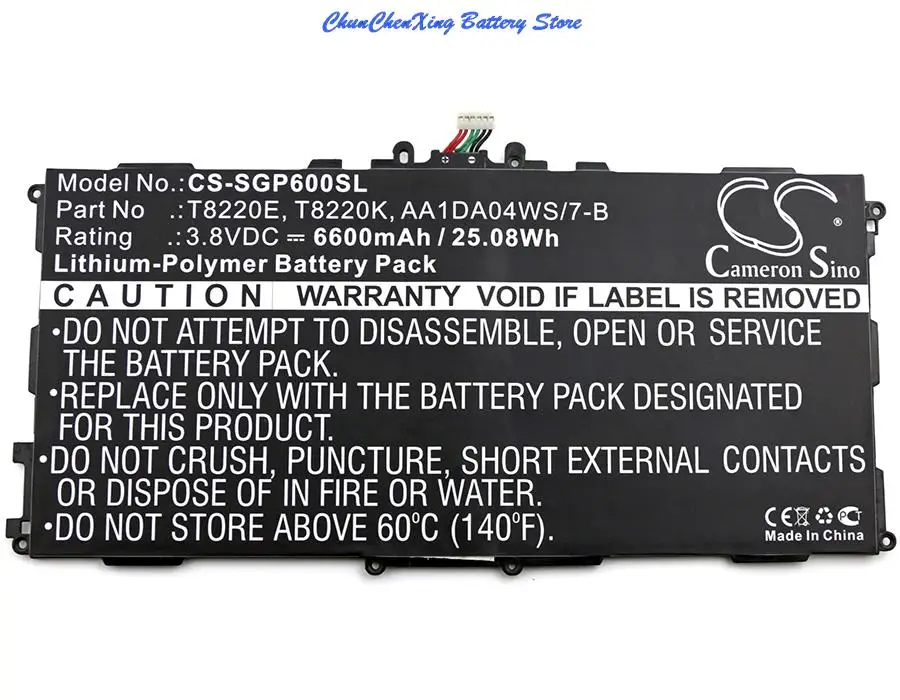 ChunChenXing Battery Store
+ -
Model No.:CS-SGP600SL
Part No .:T8220E, T8220K, AA1DA04WS/7-B
Rating .:3.8VDC ⎓ 6600mAh / 25.08Wh
Lithium-Polymer Battery Pack
®
Cameron Sino
CAUTION WARRANTY VOID IF LABEL IS REMOVED
•DO NOT ATTEMPT TO DISASSEMBLE, OPEN OR SERVICE
THE BATTERY PACK.
•REPLACE ONLY WITH THE BATTERY PACK DESIGNATED
FOR THIS PRODUCT.
•DO NOT CRUSH, PUNCTURE, SHORT EXTERNAL CONTACTS
OR DISPOSE OF IN FIRE OR WATER.
•DO NOT STORE ABOVE 60°C (140°F).
CE PCT
Made In China